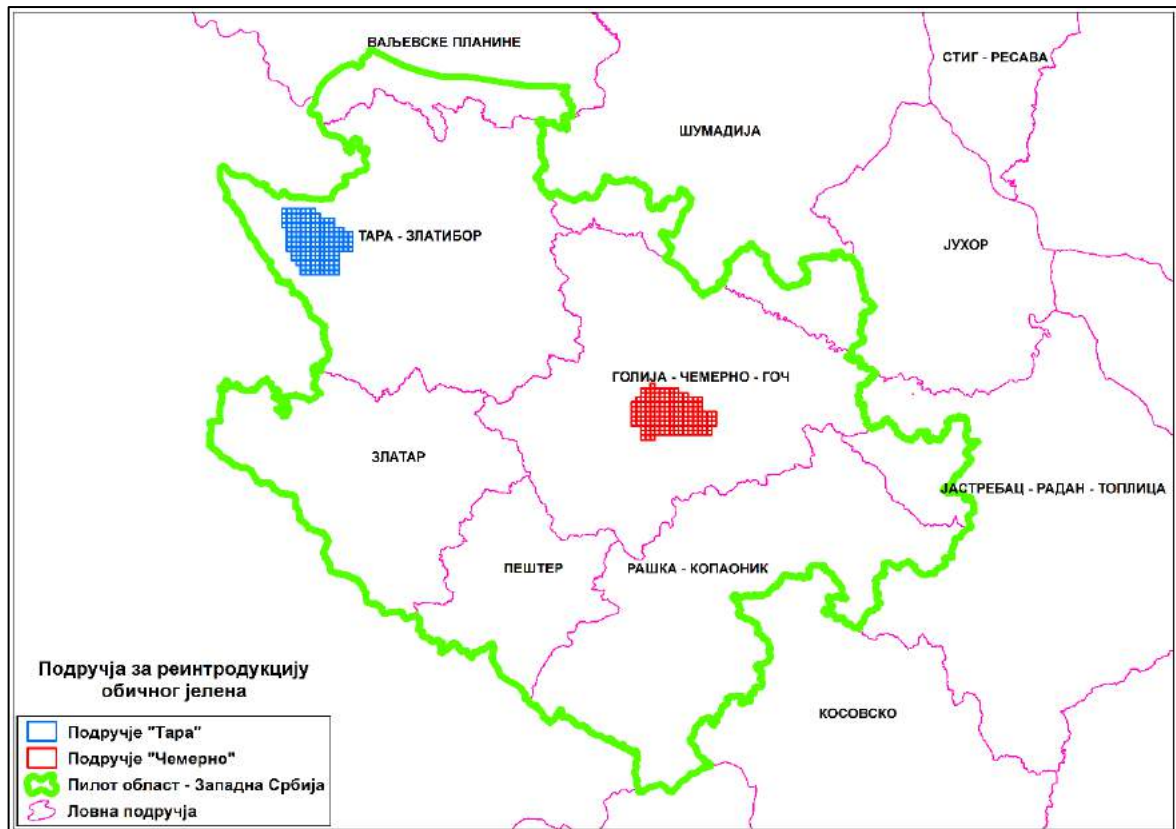 ВАЉЕВСКЕ ПЛАНИНЕ
СТИГ - РЕСАВА
ШУМАДИЈА
ТАРА - ЗЛАТИБОР
ЈУХОР
ГОЛИЈА - ЧЕМЕРНО - ГОЧ
ЗЛАТАР
ЈАСТРЕБАЦ - РАДАН - ТОПЛИЦА
ПЕШТЕР
РАШКА - КОПАОНИК
КОСОВСКО
Подручја за реинтродукцију
обичног јелена
Подручје "Тара"
Подручје "Чемерно"
Пилот област - Западна Србија
Ловна подручја